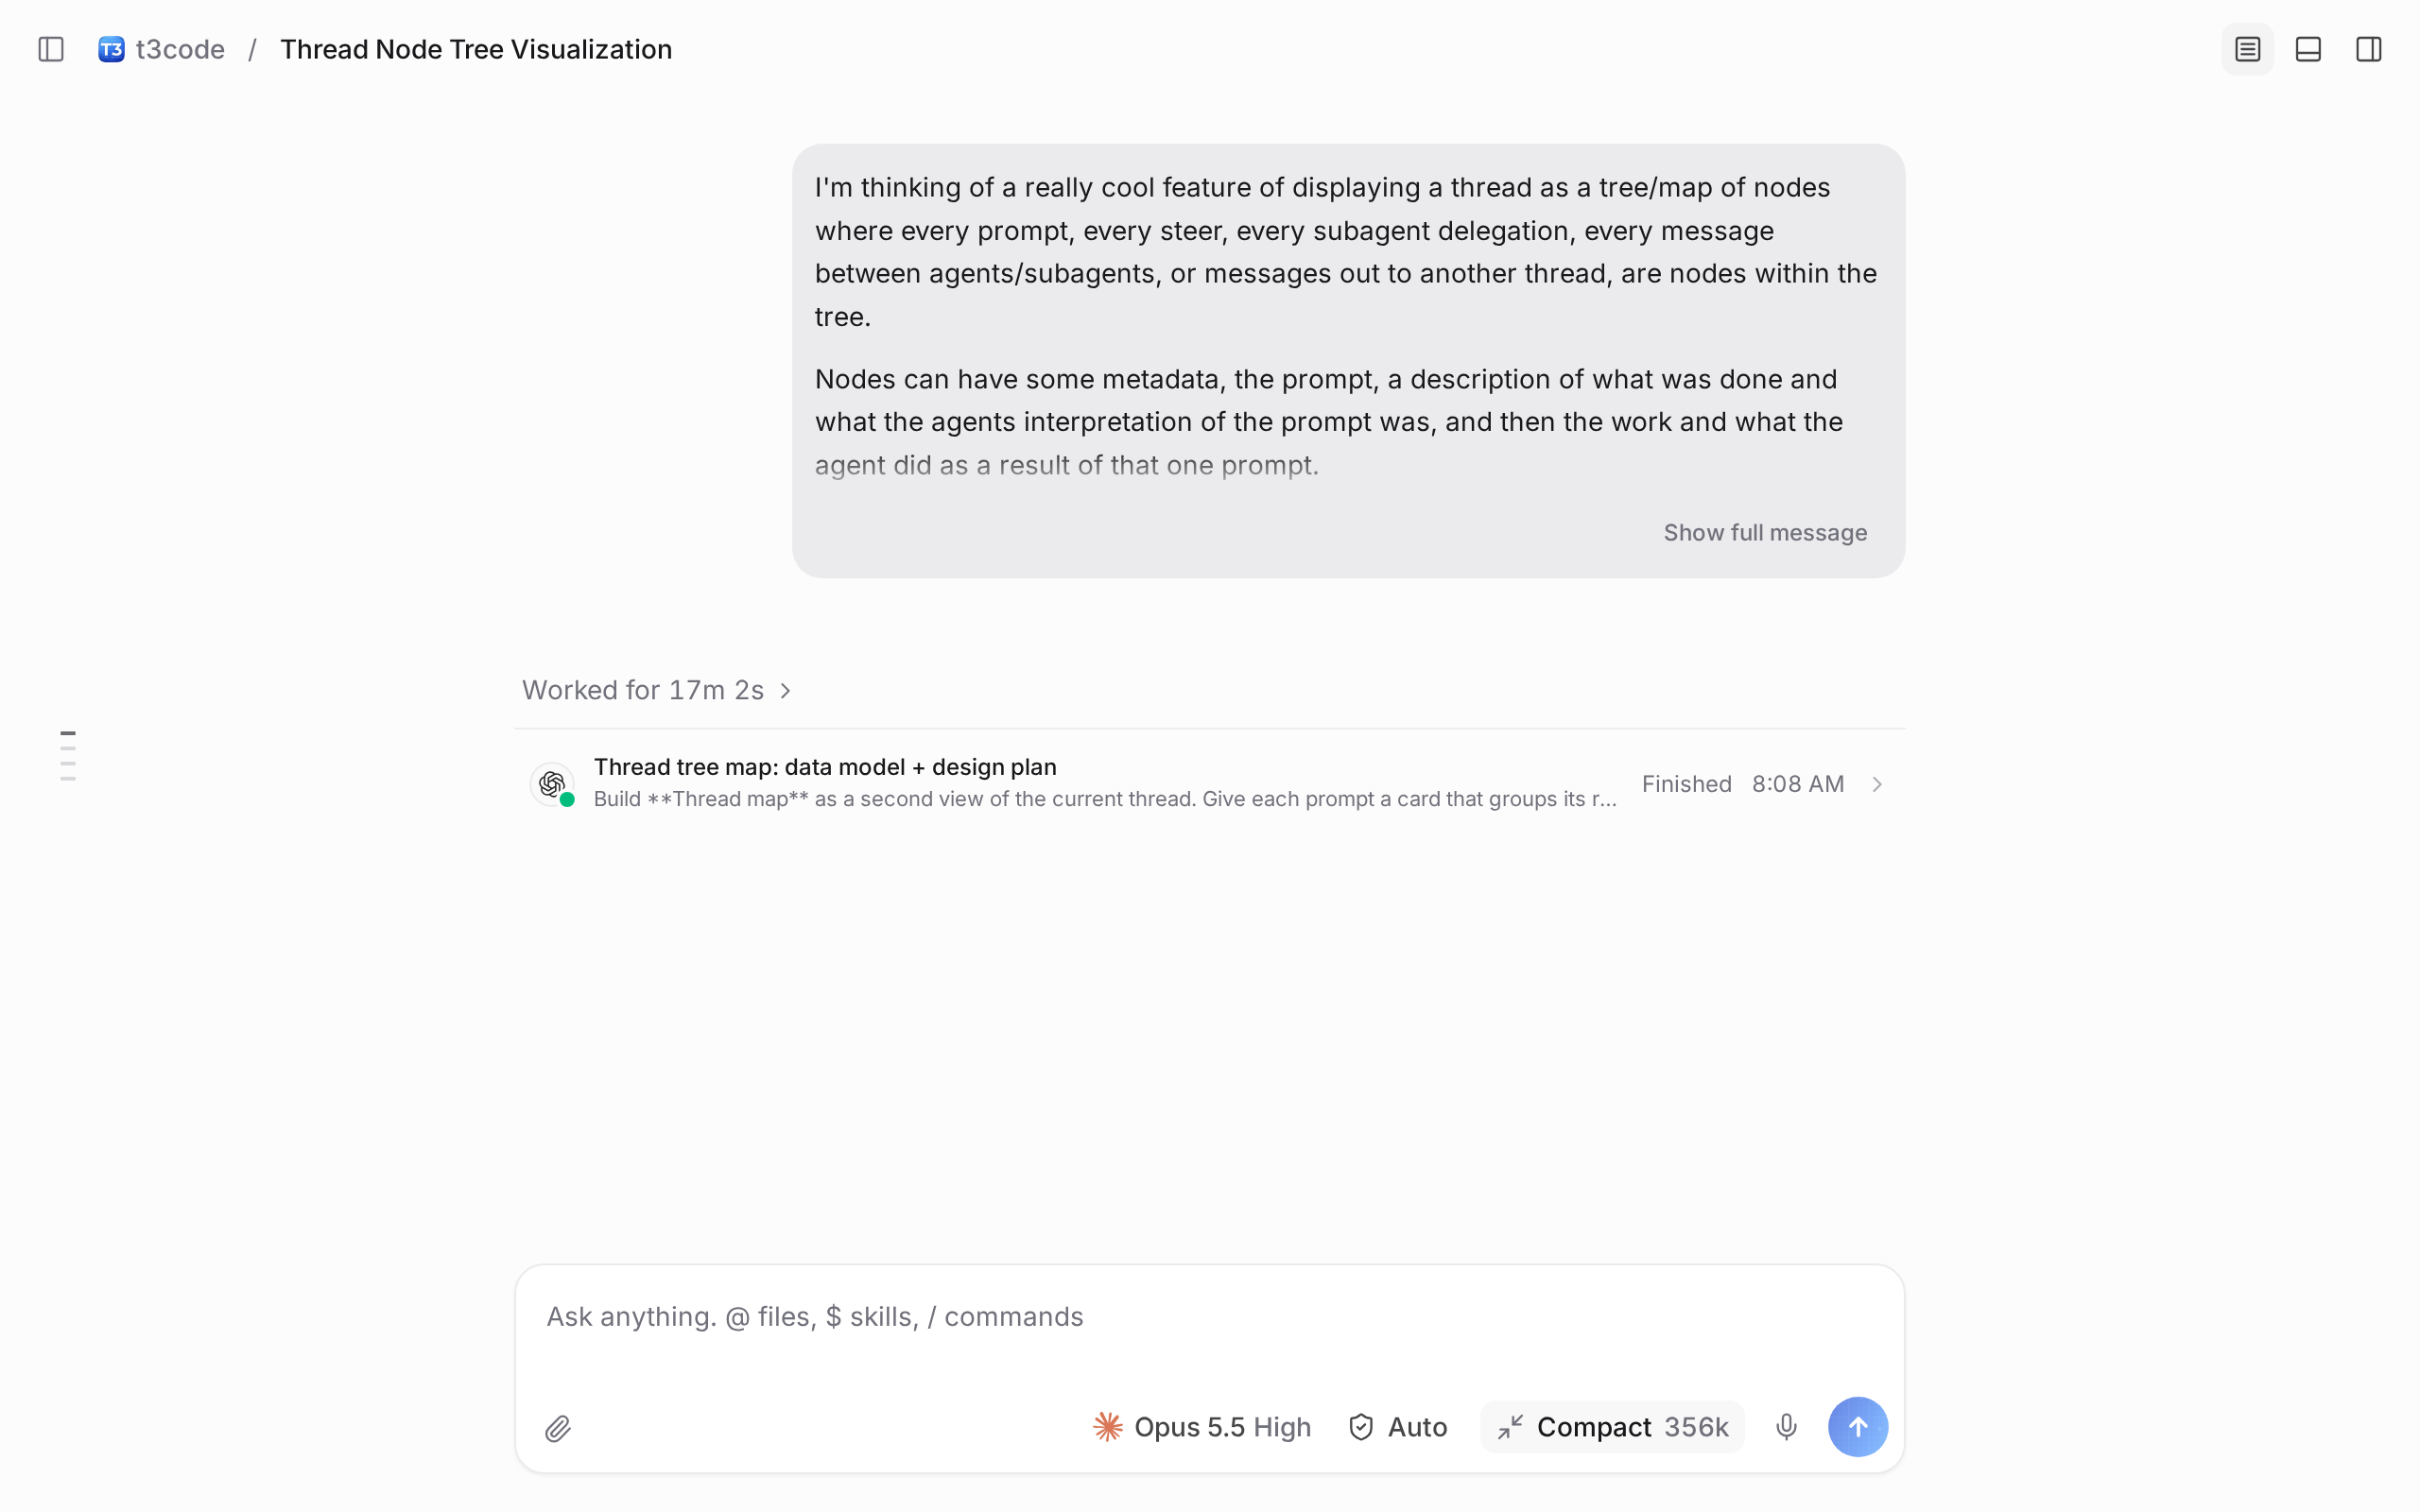 T3 t3code / Thread Node Tree Visualization
I'm thinking of a really cool feature of displaying a thread as a tree/map of nodes
where every prompt, every steer, every subagent delegation, every message
between agents/subagents, or messages out to another thread, are nodes within the
tree.
Nodes can have some metadata, the prompt, a description of what was done and
what the agents interpretation of the prompt was, and then the work and what the
agent did as a result of that one prompt.
Show full message
Worked for 17m 2s
Thread tree map: data model + design plan
Build **Thread map** as a second view of the current thread. Give each prompt a card that groups its r...
Finished 8:08 AM
Ask anything. @ files, $ skills, / commands
Opus 5.5 High Auto Compact 356k